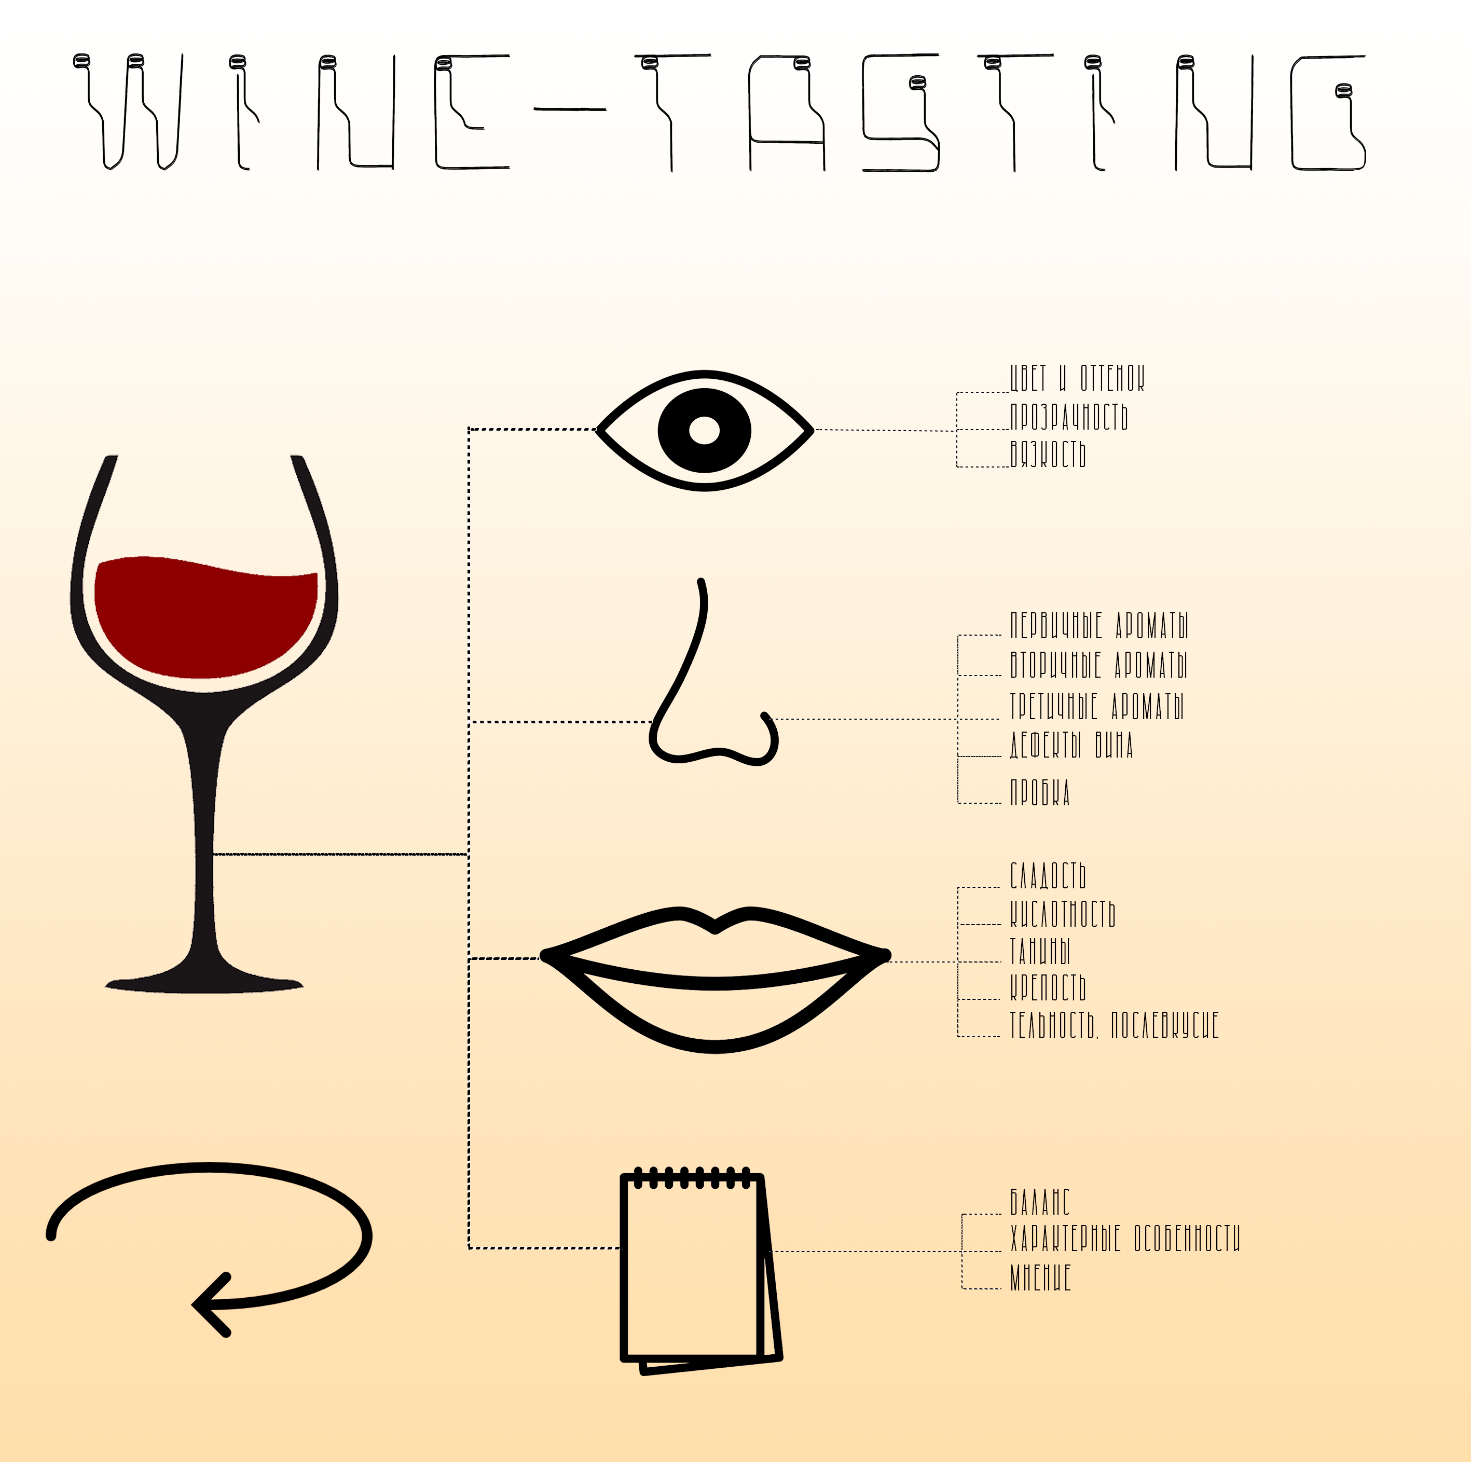 WINE-TASTING
ЦВЕТ И ОТТЕНОК
ПРОЗРАЧНОСТЬ
ВЯЗКОСТЬ
ПЕРВИЧНЫЕ АРОМАТЫ
ВТОРИЧНЫЕ АРОМАТЫ
ТРЕТИЧНЫЕ АРОМАТЫ
ДЕФЕКТЫ ВИНА
ПРОБКА
СЛАДОСТЬ
КИСЛОТНОСТЬ
ТАНИНЫ
КРЕПОСТЬ
ТЕЛЬНОСТЬ, ПОСЛЕВКУСИЕ
БАЛАНС
ХАРАКТЕРНЫЕ ОСОБЕННОСТИ
МНЕНИЕ